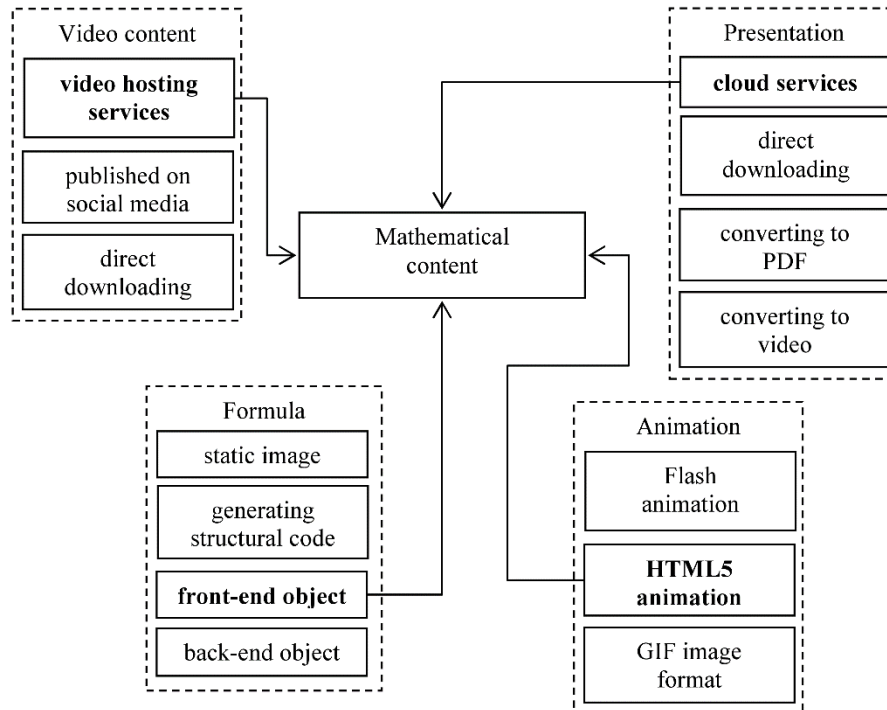 Video content
video hosting
services
published on
social media
direct
downloading
Presentation
cloud services
direct
downloading
converting to
PDF
converting to
video
Mathematical
content
Formula
static image
generating
structural code
front-end object
back-end object
Animation
Flash
animation
HTML5
animation
GIF image
format